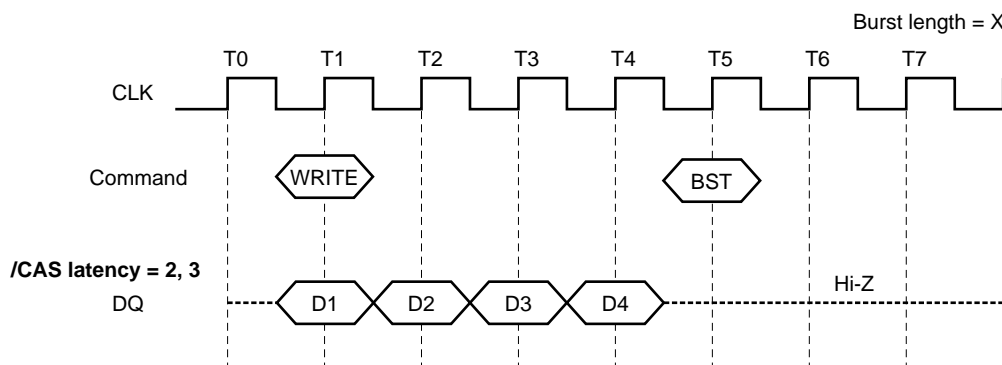 Burst length = X
T0 T1 T2 T3 T4 T5 T6 T7
CLK
Command WRITE BST
/CAS latency = 2, 3
DQ D1 D2 D3 D4 Hi-Z